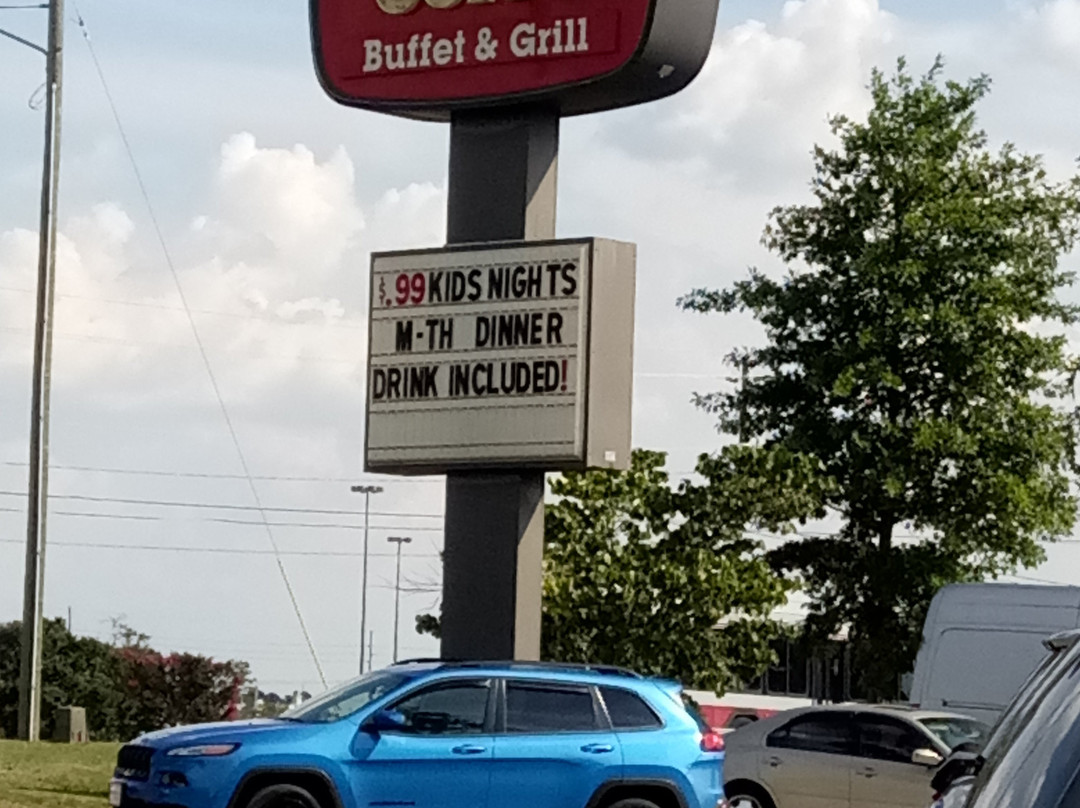 Buffet & Grill
$.99 KIDS NIGHTS
M-TH DINNER
DRINK INCLUDED!